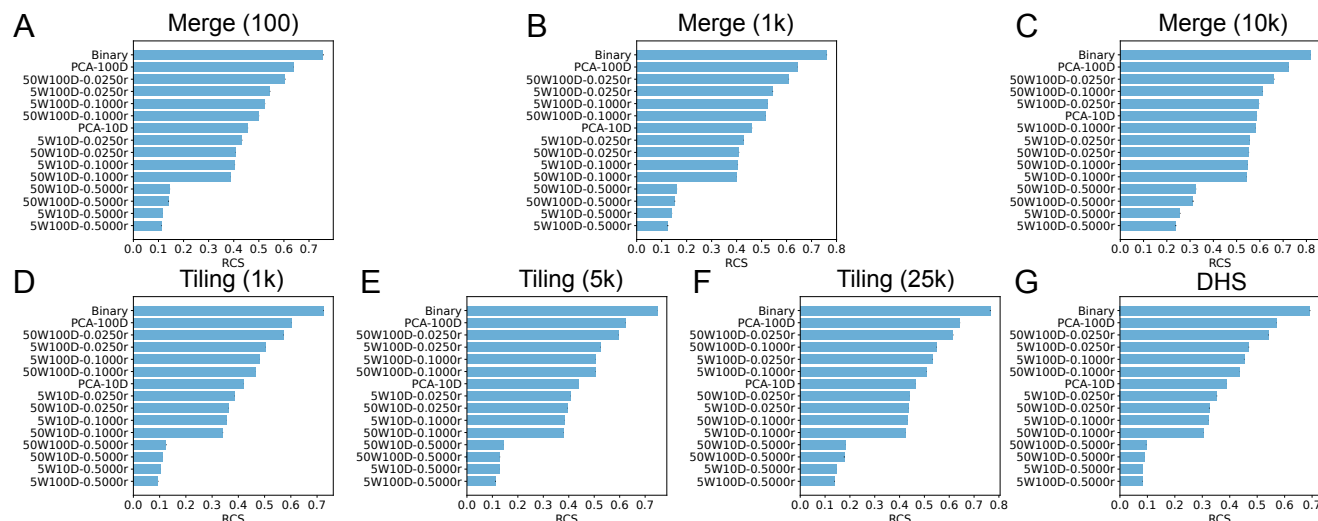 A
Merge (100)
Binary
PCA-100D
50W100D-0.0250r
5W100D-0.0250r
5W100D-0.1000r
50W100D-0.1000r
PCA-10D
5W10D-0.0250r
50W10D-0.0250r
5W10D-0.1000r
50W10D-0.1000r
50W10D-0.5000r
50W100D-0.5000r
5W10D-0.5000r
5W100D-0.5000r
0.0 0.1 0.2 0.3 0.4 0.5 0.6 0.7
RCS
B
Merge (1k)
Binary
PCA-100D
50W100D-0.0250r
5W100D-0.0250r
5W100D-0.1000r
50W100D-0.1000r
PCA-10D
5W10D-0.0250r
50W10D-0.0250r
5W10D-0.1000r
50W10D-0.1000r
50W10D-0.5000r
50W100D-0.5000r
5W10D-0.5000r
5W100D-0.5000r
0.0 0.1 0.2 0.3 0.4 0.5 0.6 0.7 0.8
RCS
C
Merge (10k)
Binary
PCA-100D
50W100D-0.0250r
50W100D-0.1000r
5W100D-0.0250r
PCA-10D
5W100D-0.1000r
5W10D-0.0250r
50W10D-0.0250r
50W10D-0.1000r
5W10D-0.1000r
50W10D-0.5000r
50W100D-0.5000r
5W10D-0.5000r
5W100D-0.5000r
0.0 0.1 0.2 0.3 0.4 0.5 0.6 0.7 0.8
RCS
D
Tiling (1k)
Binary
PCA-100D
50W100D-0.0250r
5W100D-0.0250r
5W100D-0.1000r
50W100D-0.1000r
PCA-10D
5W10D-0.0250r
50W10D-0.0250r
5W10D-0.1000r
50W10D-0.1000r
50W100D-0.5000r
50W10D-0.5000r
5W10D-0.5000r
5W100D-0.5000r
0.0 0.1 0.2 0.3 0.4 0.5 0.6 0.7
RCS
E
Tiling (5k)
Binary
PCA-100D
50W100D-0.0250r
5W100D-0.0250r
5W100D-0.1000r
50W100D-0.1000r
PCA-10D
5W10D-0.0250r
50W10D-0.0250r
5W10D-0.1000r
50W10D-0.1000r
50W100D-0.5000r
50W10D-0.5000r
5W10D-0.5000r
5W100D-0.5000r
0.0 0.1 0.2 0.3 0.4 0.5 0.6 0.7
RCS
F
Tiling (25k)
Binary
PCA-100D
50W100D-0.0250r
50W100D-0.1000r
5W100D-0.0250r
5W100D-0.1000r
PCA-10D
50W10D-0.0250r
5W10D-0.0250r
50W10D-0.1000r
5W10D-0.1000r
50W10D-0.5000r
50W100D-0.5000r
5W10D-0.5000r
5W100D-0.5000r
0.0 0.1 0.2 0.3 0.4 0.5 0.6 0.7 0.8
RCS
G
DHS
Binary
PCA-100D
50W100D-0.0250r
5W100D-0.0250r
5W100D-0.1000r
50W100D-0.1000r
PCA-10D
5W10D-0.0250r
50W10D-0.0250r
5W10D-0.1000r
50W10D-0.1000r
50W100D-0.5000r
50W10D-0.5000r
5W10D-0.5000r
5W100D-0.5000r
0.0 0.1 0.2 0.3 0.4 0.5 0.6 0.7
RCS